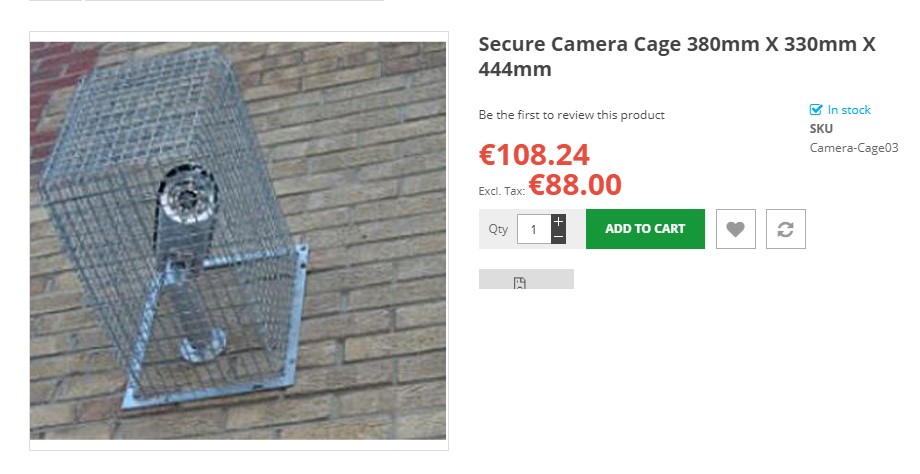 Secure Camera Cage 380mm X 330mm X
444mm
Be the first to review this product
In stock
SKU
Camera-Cage03
€108.24
Excl. Tax: €88.00
Qty 1 + −
ADD TO CART